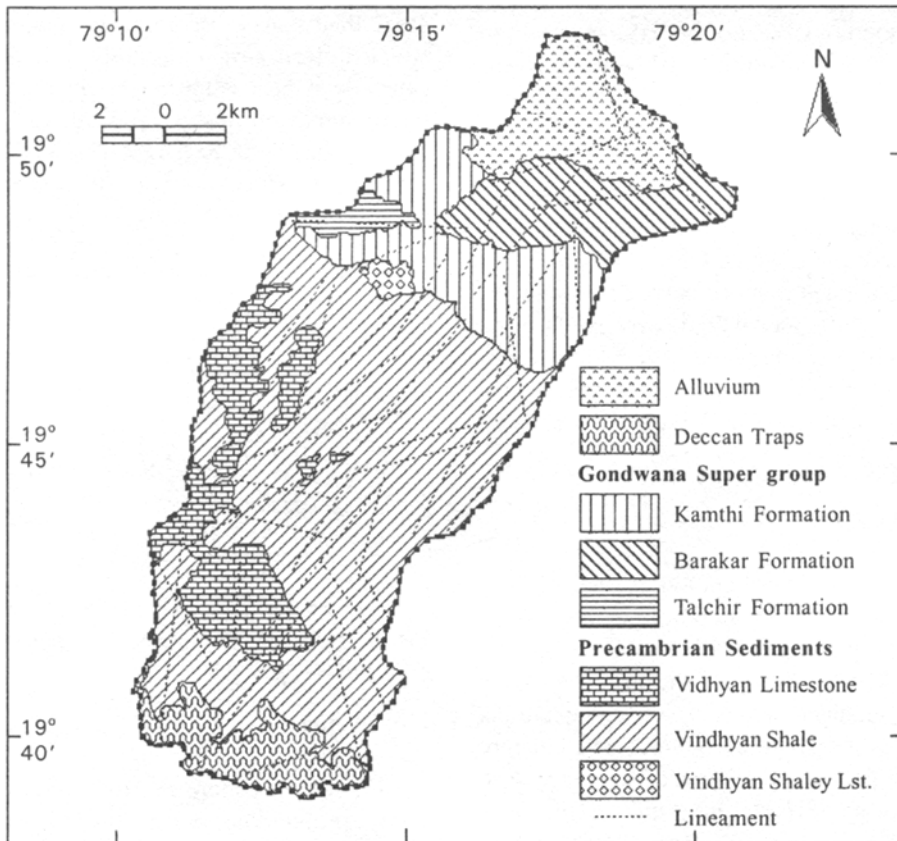 79° 10′ 79° 15′ 79° 20′
N
2 0 2km
19°
50′
19°
45′
19°
40′
Alluvium
Deccan Traps
Gondwana Super group
Kamthi Formation
Barakar Formation
Talchir Formation
Precambrian Sediments
Vidhyan Limestone
Vindhyan Shale
Vindhyan Shaley Lst.
Lineament